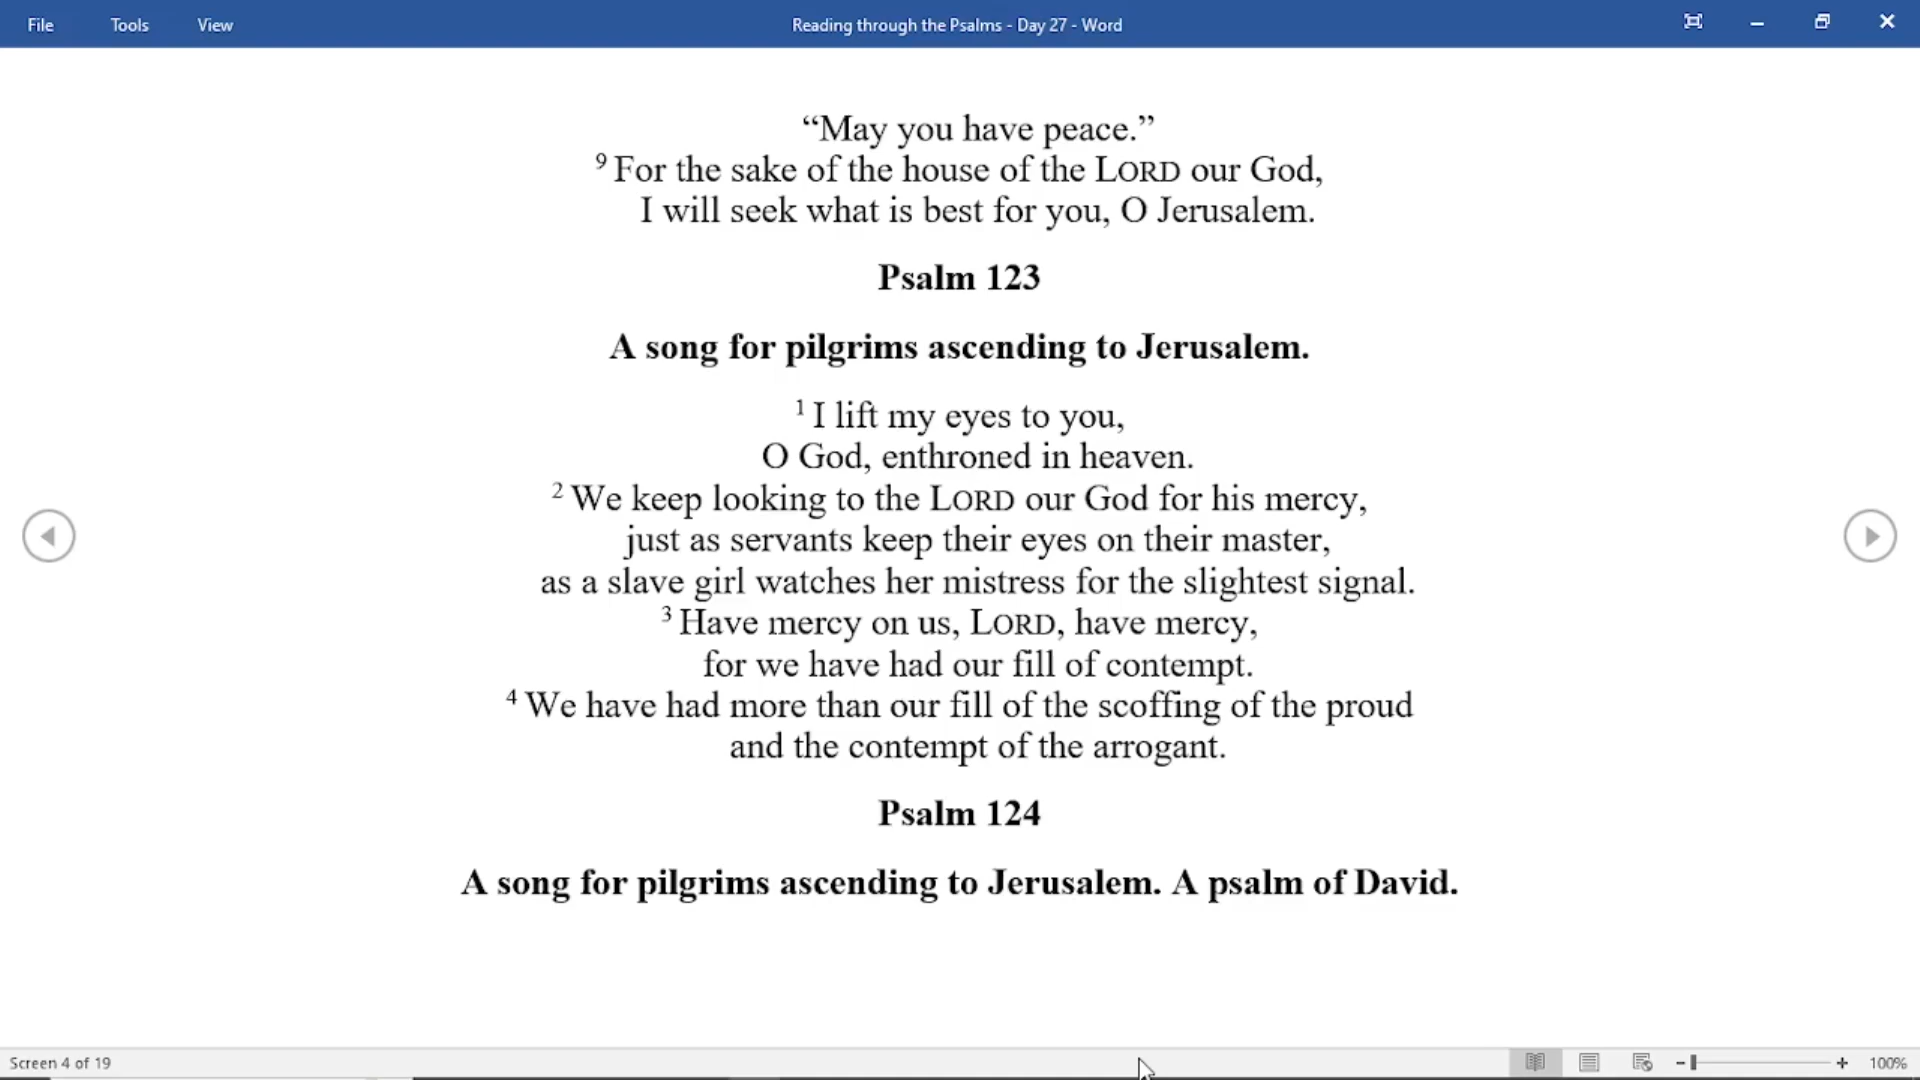 File Tools View Reading through the Psalms - Day 27 - Word
“May you have peace.”
9 For the sake of the house of the LORD our God,
I will seek what is best for you, O Jerusalem.
Psalm 123
A song for pilgrims ascending to Jerusalem.
1 I lift my eyes to you,
O God, enthroned in heaven.
2 We keep looking to the LORD our God for his mercy,
just as servants keep their eyes on their master,
as a slave girl watches her mistress for the slightest signal.
3 Have mercy on us, LORD, have mercy,
for we have had our fill of contempt.
4 We have had more than our fill of the scoffing of the proud
and the contempt of the arrogant.
Psalm 124
A song for pilgrims ascending to Jerusalem. A psalm of David.
Screen 4 of 19 100%